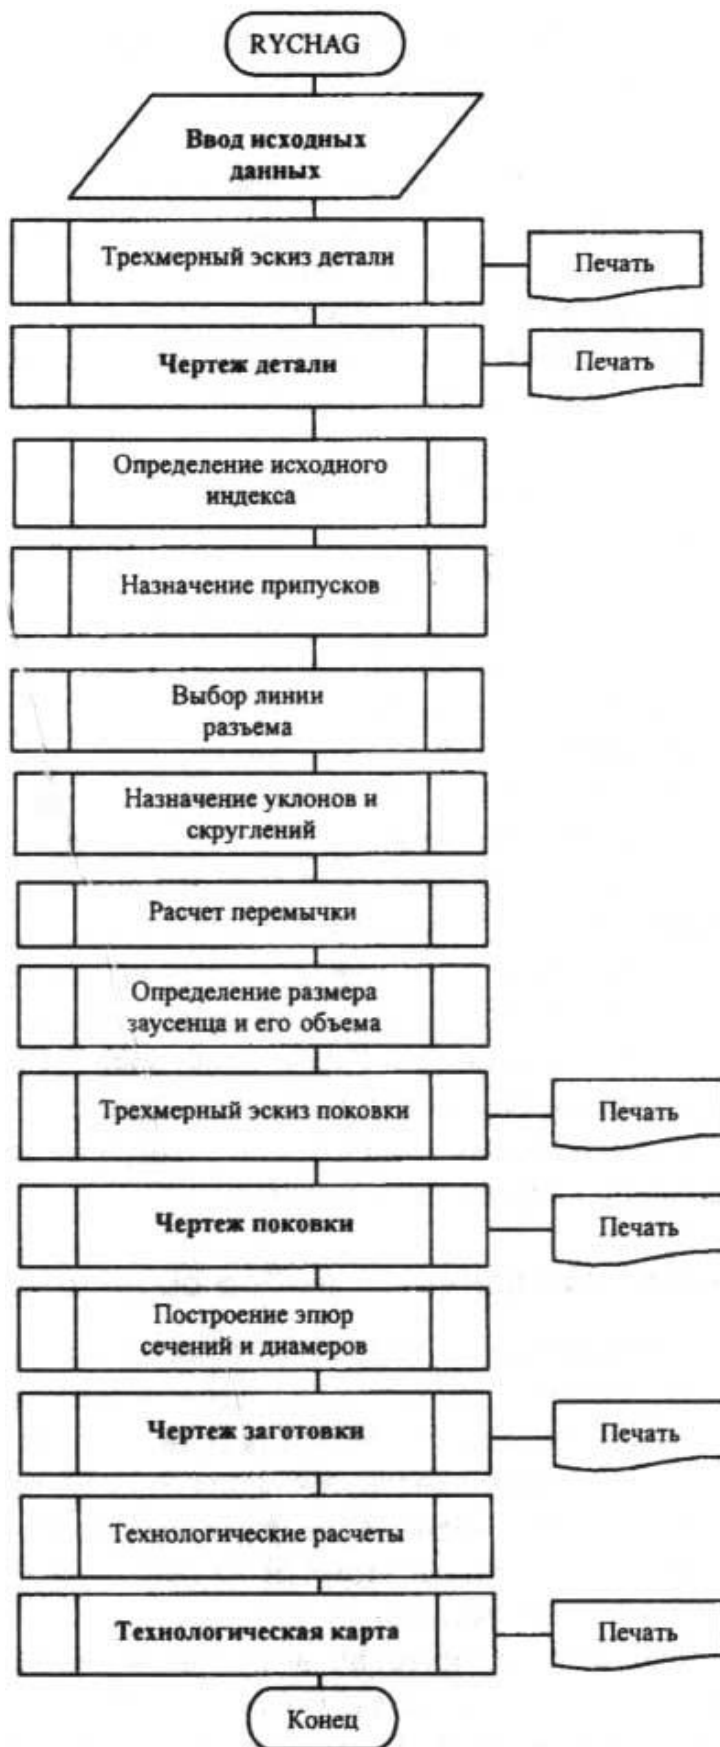 RYCHAG
Ввод исходных
данных
Трехмерный эскиз детали
Печать
Чертеж детали
Печать
Определение исходного
индекса
Назначение припусков
Выбор линии
разъема
Назначение уклонов и
скруглений
Расчет перемычки
Определение размера
заусенца и его объема
Трехмерный эскиз поковки
Печать
Чертеж поковки
Печать
Построение эпюр
сечений и диамеров
Чертеж заготовки
Печать
Технологические расчеты
Технологическая карта
Печать
Конец